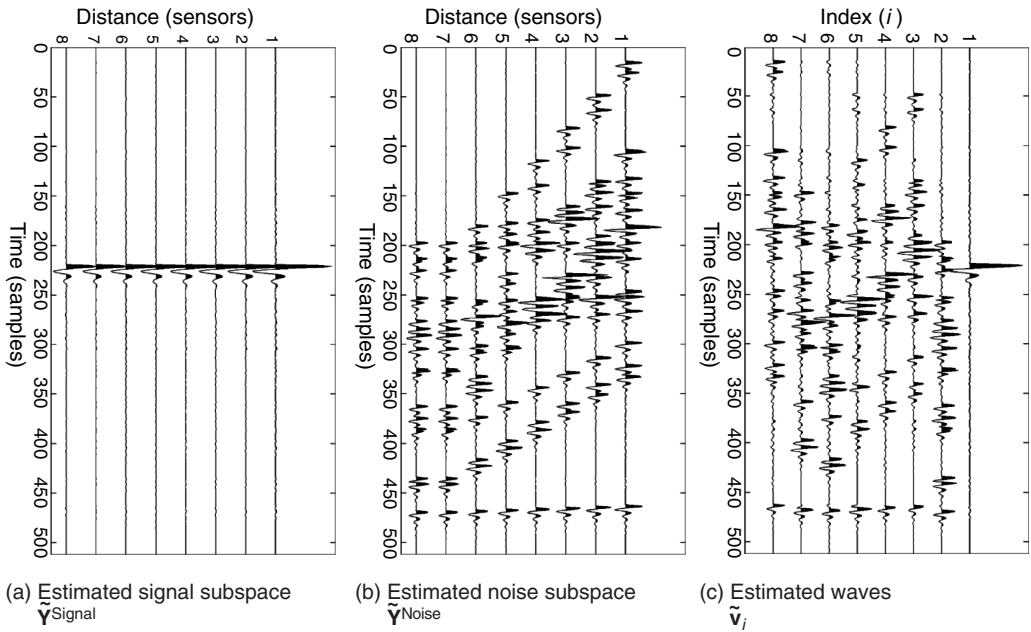 Distance (sensors)
8 7 6 5 4 3 2 1
0 50 100 150 200 250 300 350 400 450 500
Time (samples)
(a) Estimated signal subspace
Ỹ^Signal
Distance (sensors)
8 7 6 5 4 3 2 1
0 50 100 150 200 250 300 350 400 450 500
Time (samples)
(b) Estimated noise subspace
Ỹ^Noise
Index (i)
8 7 6 5 4 3 2 1
0 50 100 150 200 250 300 350 400 450 500
Time (samples)
(c) Estimated waves
ṽ_i